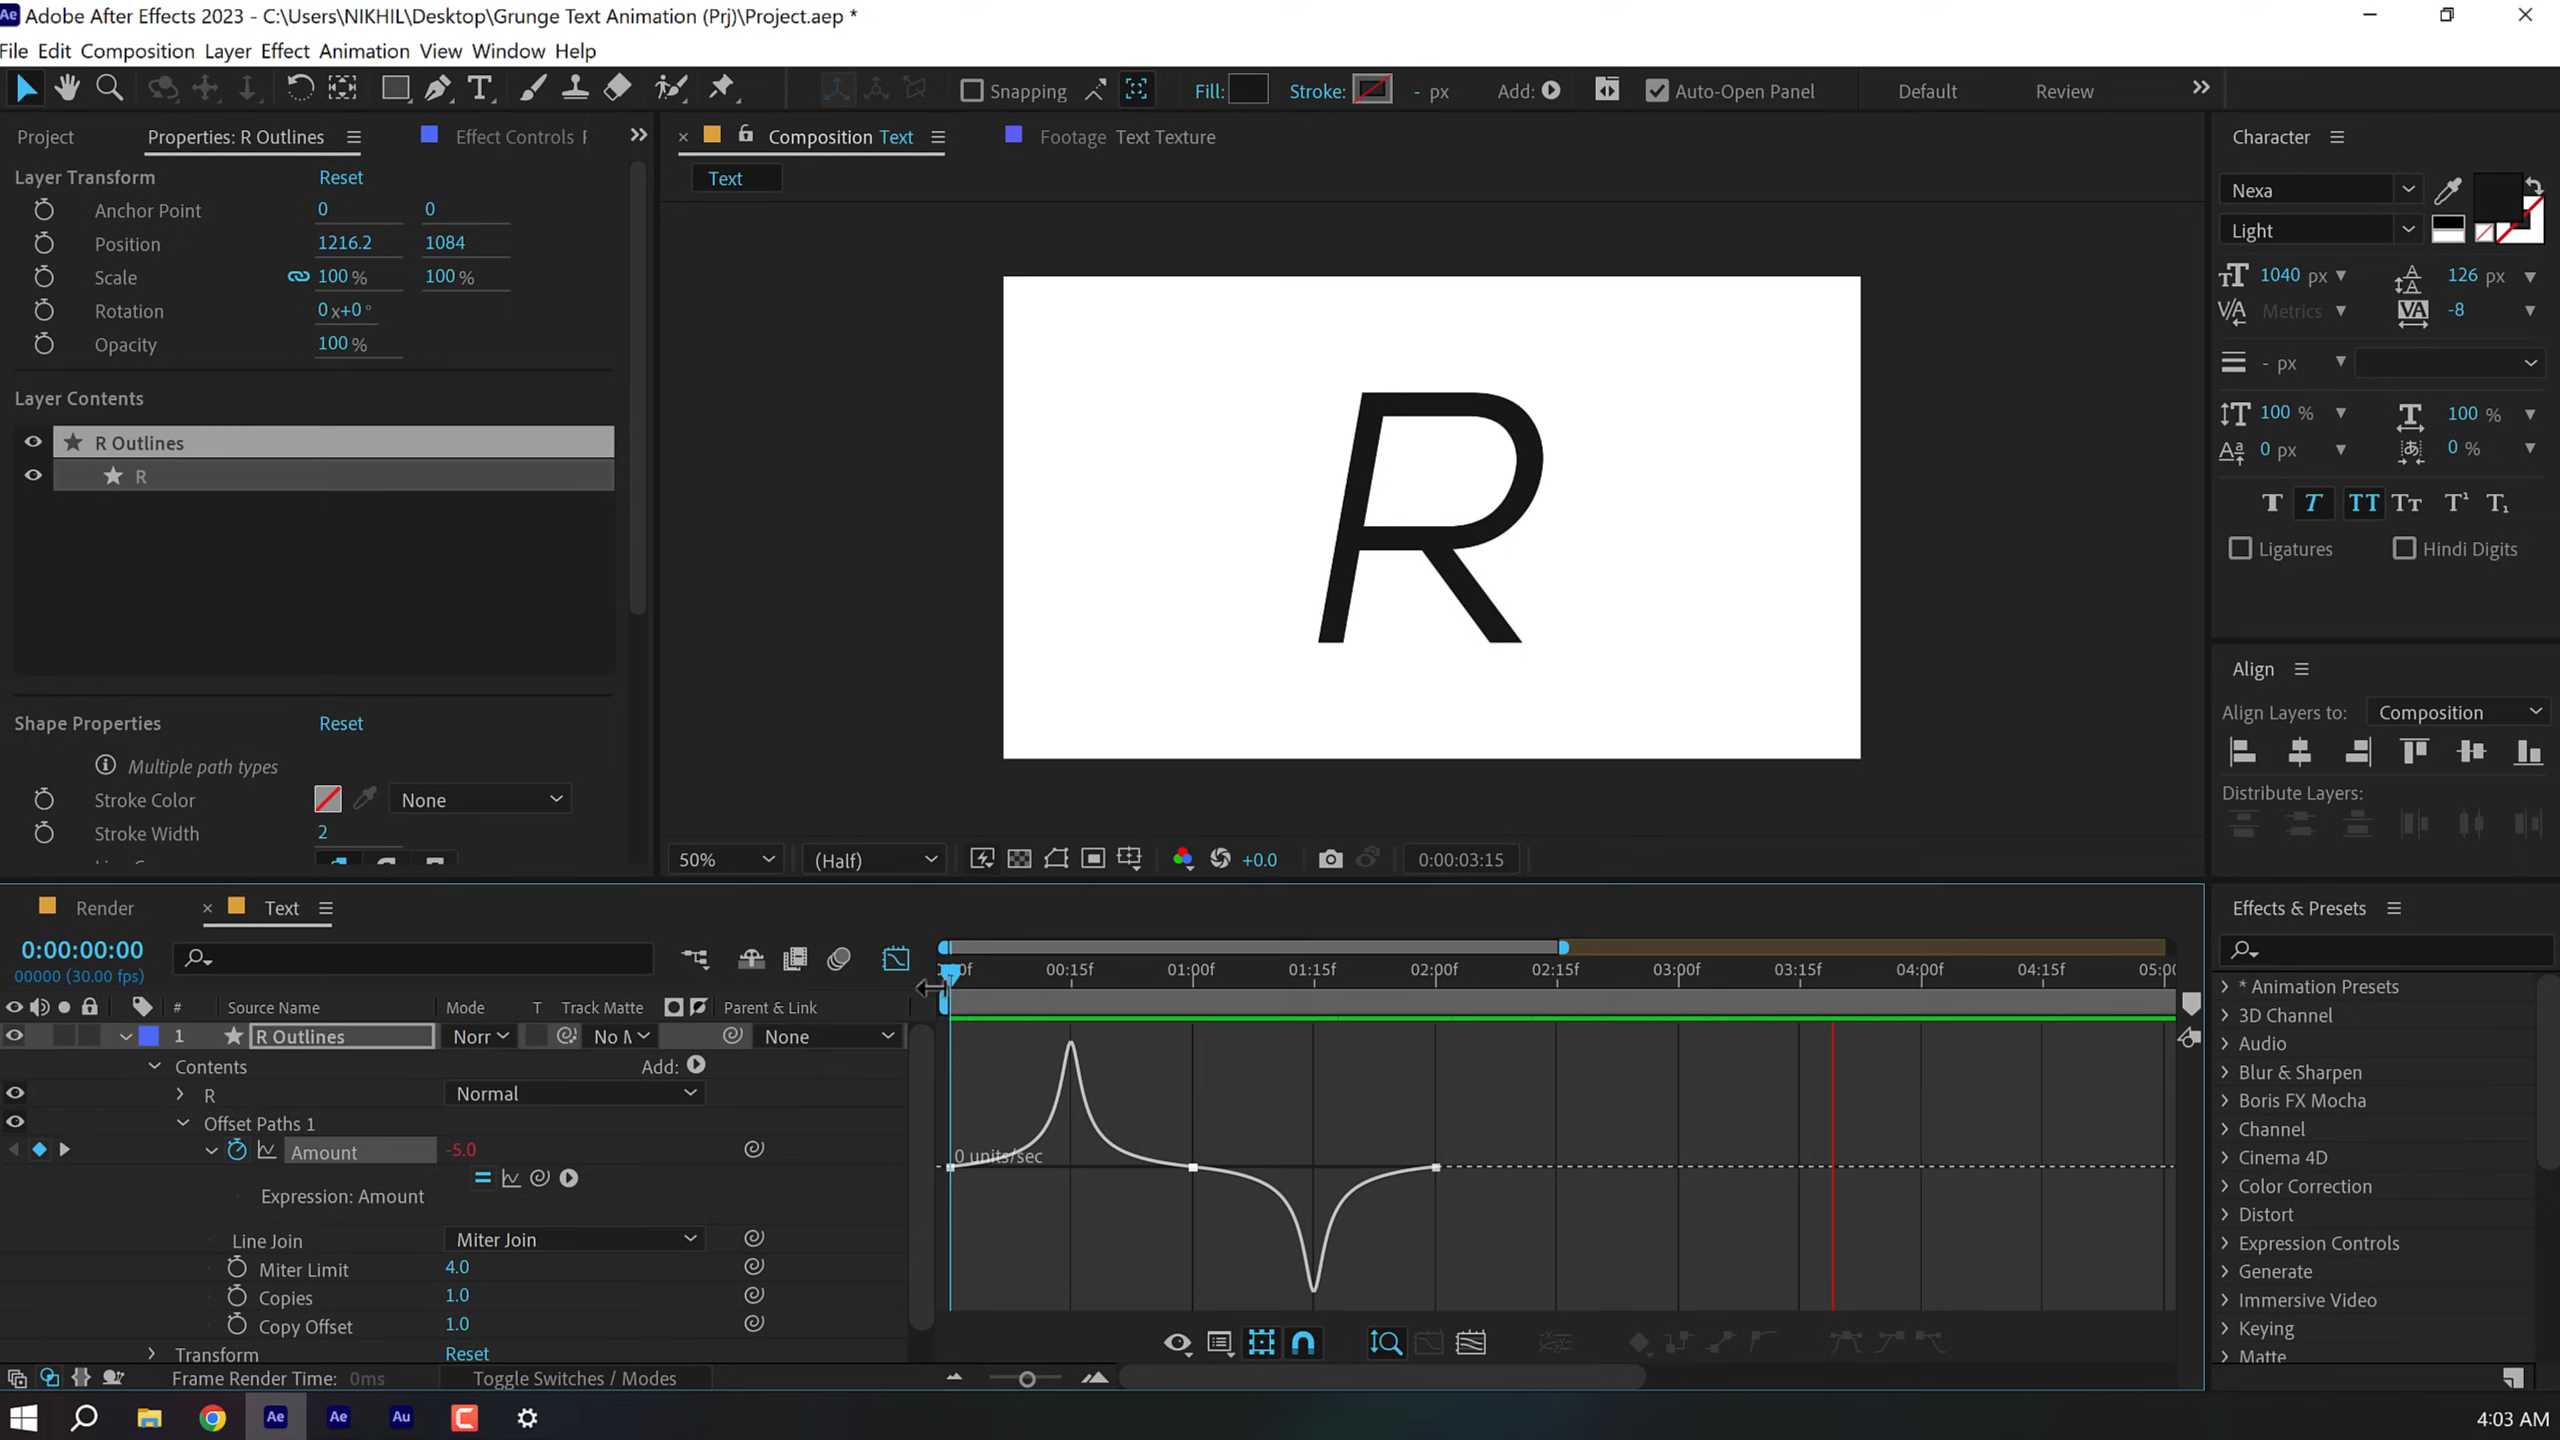 Adobe After Effects 2023 - C:\Users\NIKHIL\Desktop\Grunge Text Animation (Prj)\Project.aep *
File Edit Composition Layer Effect Animation View Window Help
Snapping Fill: Stroke: - px Add: Auto-Open Panel Default Review
Project Properties: R Outlines Effect Controls
Layer Transform Reset
Anchor Point 0 0
Position 1216.2 1084
Scale 100 % 100 %
Rotation 0 x+0 °
Opacity 100 %
Layer Contents
R Outlines
R
Shape Properties Reset
Multiple path types
Stroke Color None
Stroke Width 2
Composition Text Footage Text Texture
Text
R
50% (Half) +0.0 0:00:03:15
Character
Nexa
Light
1040 px 126 px
Metrics -8
- px
100 % 100 %
0 px 0 %
T T TT Tт T¹ T₁
Ligatures Hindi Digits
Align
Align Layers to: Composition
Distribute Layers:
Render Text
0:00:00:00
00000 (30.00 fps)
00:15f 01:00f 01:15f 02:00f 02:15f 03:00f 03:15f 04:00f 04:15f 05:00
# Source Name Mode T Track Matte Parent & Link
1 R Outlines Norr No M None
Contents Add:
R Normal
Offset Paths 1
Amount -5.0
0 units/sec
Expression: Amount
Line Join Miter Join
Miter Limit 4.0
Copies 1.0
Copy Offset 1.0
Transform Reset
Frame Render Time: 0ms Toggle Switches / Modes
Effects & Presets
* Animation Presets
3D Channel
Audio
Blur & Sharpen
Boris FX Mocha
Channel
Cinema 4D
Color Correction
Distort
Expression Controls
Generate
Immersive Video
Keying
Matte
Ae Ae Au 4:03 AM